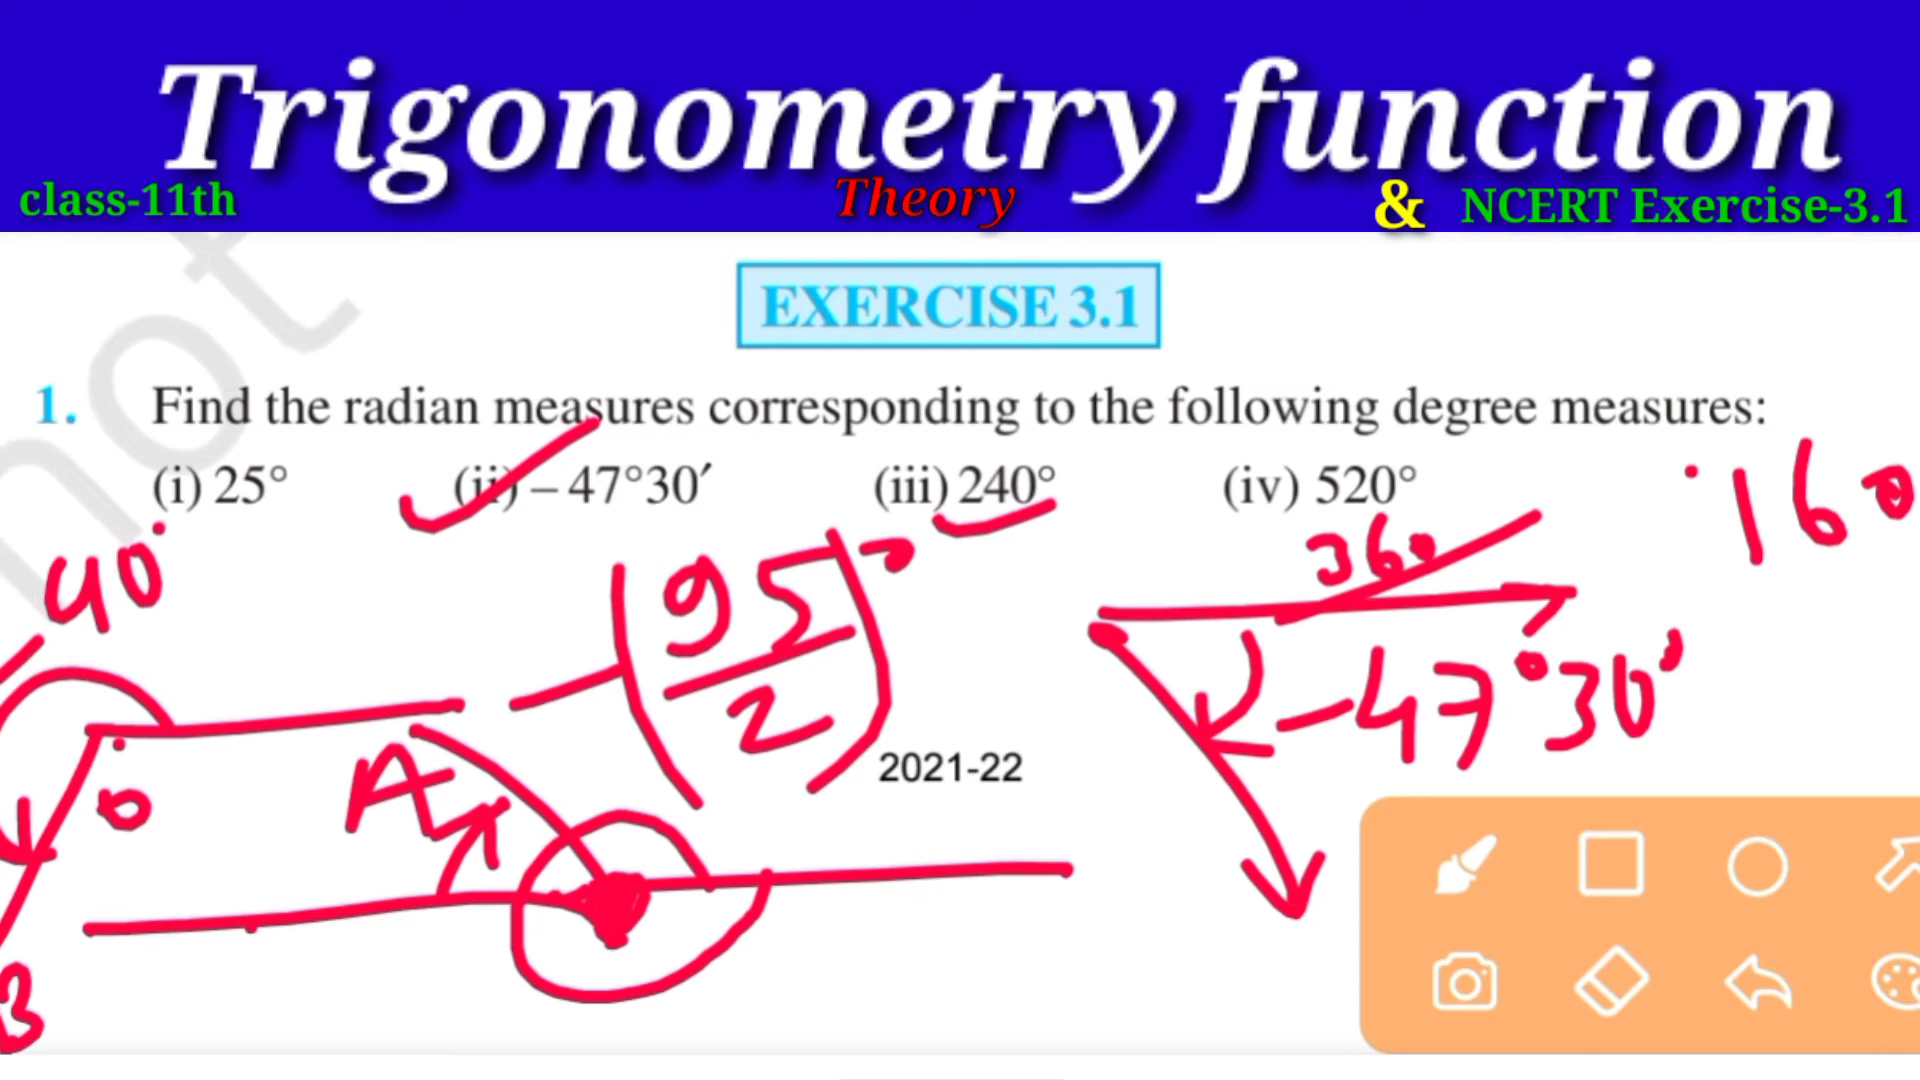 Trigonometry function
class-11th Theory & NCERT Exercise-3.1
not
not
EXERCISE 3.1
1. Find the radian measures corresponding to the following degree measures:
(i) 25° (ii) – 47°30′ (iii) 240° (iv) 520°
160
40°
360
(95/2)°
-47°30'
A
O
2021-22
B